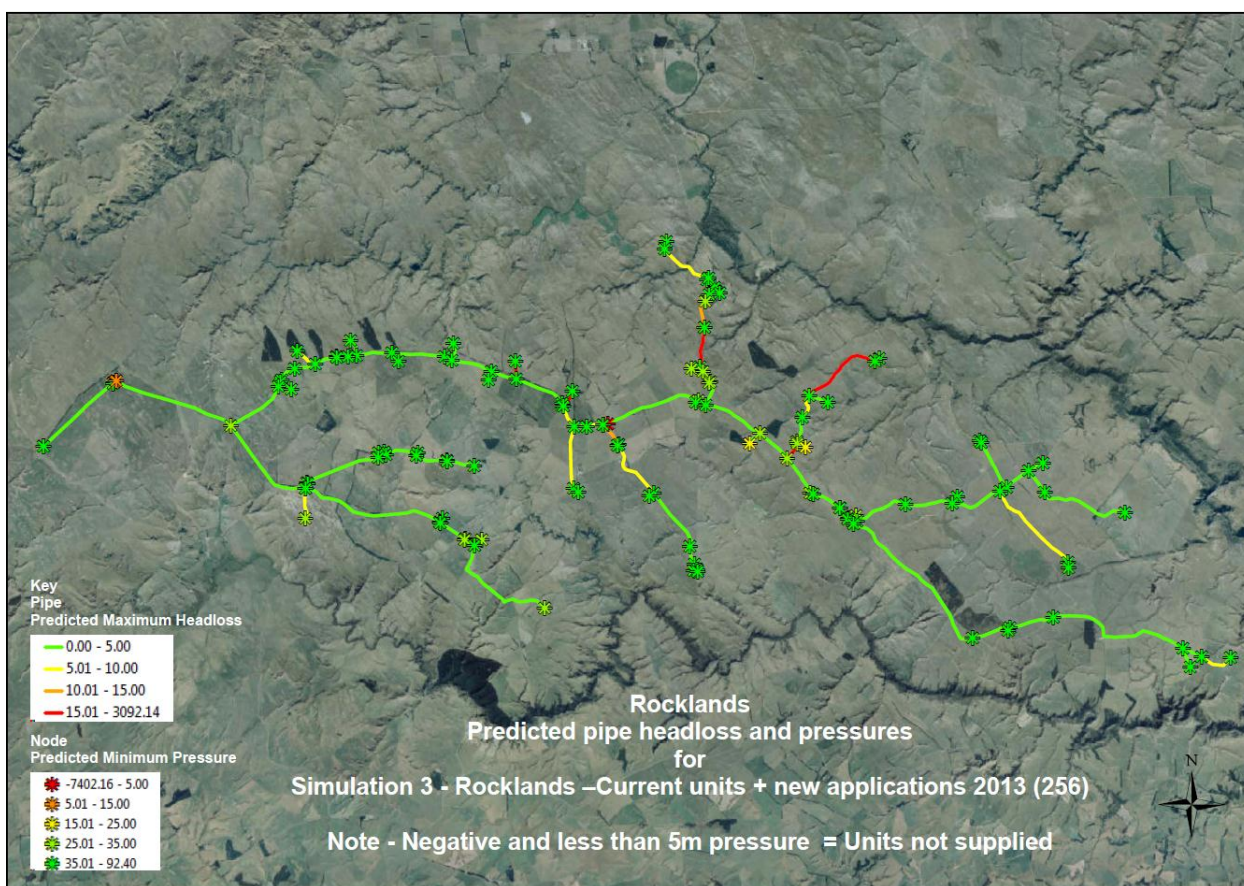 Key
Pipe
Predicted Maximum Headloss
0.00 - 5.00
5.01 - 10.00
10.01 - 15.00
15.01 - 3092.14
Node
Predicted Minimum Pressure
-7402.16 - 5.00
5.01 - 15.00
15.01 - 25.00
25.01 - 35.00
35.01 - 92.40
Rocklands
Predicted pipe headloss and pressures
for
Simulation 3 - Rocklands –Current units + new applications 2013 (256)
Note - Negative and less than 5m pressure = Units not supplied
N